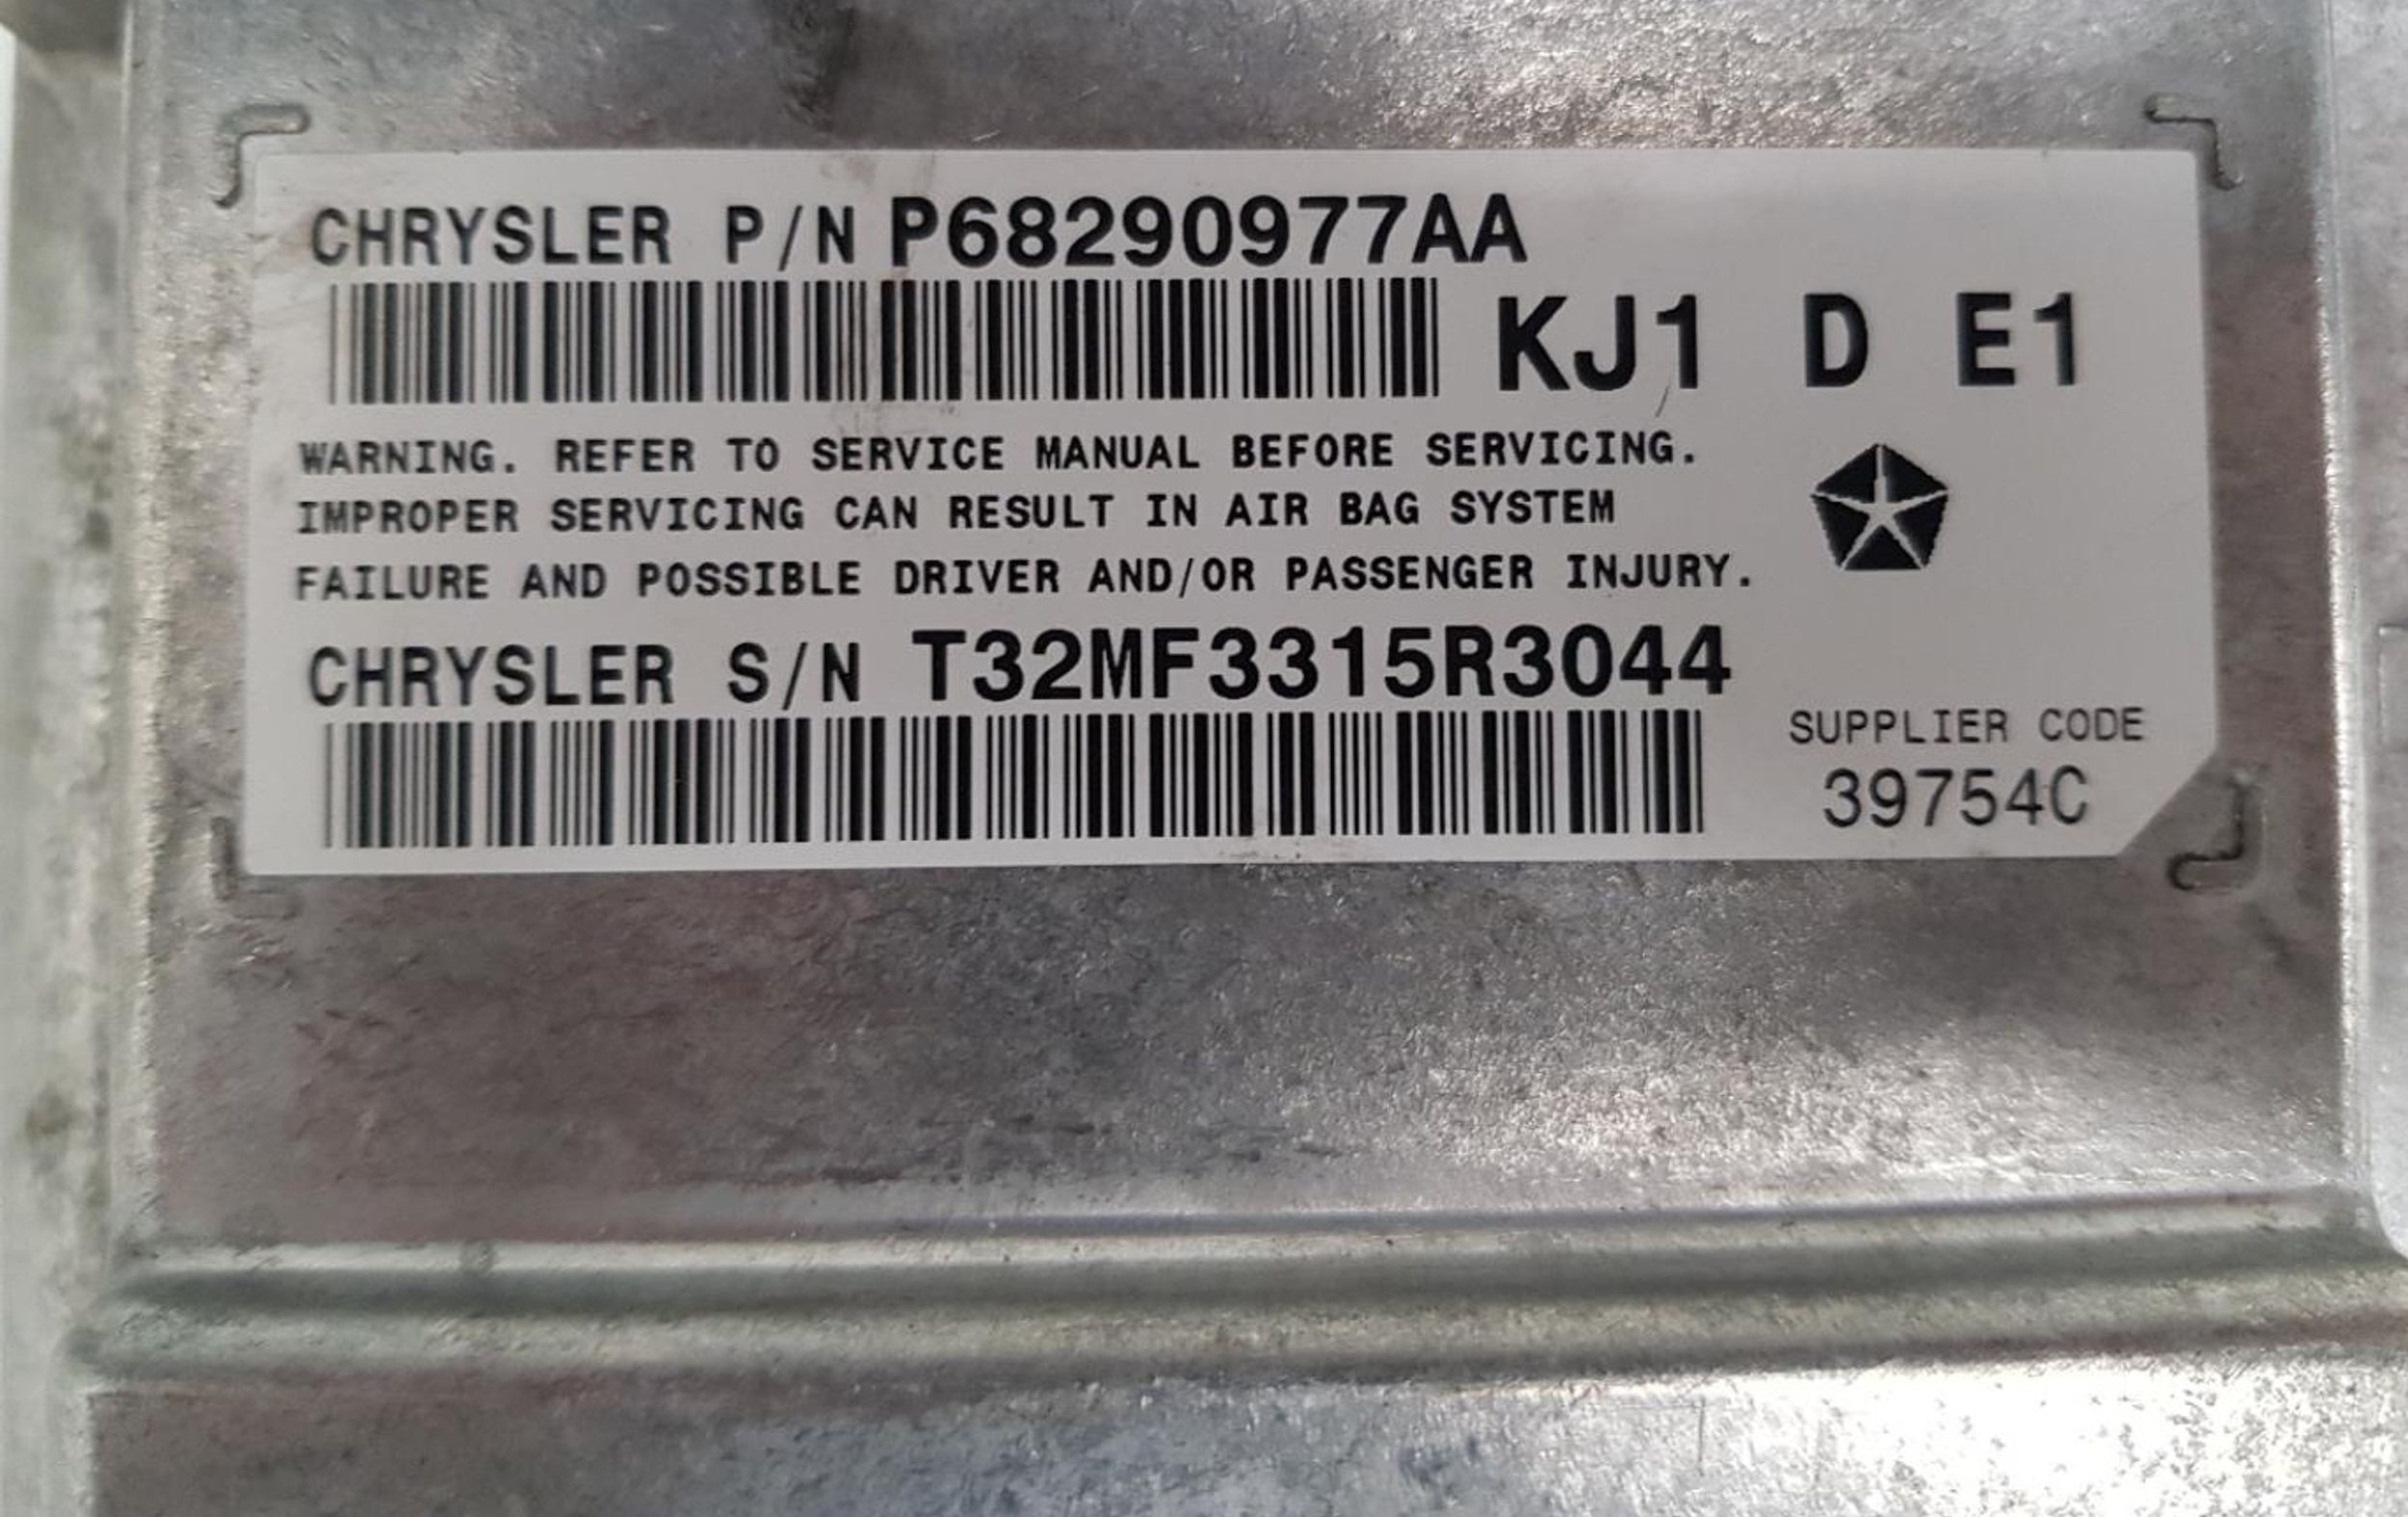 CHRYSLER P/N P68290977AA
KJ1 D E1
WARNING. REFER TO SERVICE MANUAL BEFORE SERVICING.
IMPROPER SERVICING CAN RESULT IN AIR BAG SYSTEM
FAILURE AND POSSIBLE DRIVER AND/OR PASSENGER INJURY.
CHRYSLER S/N T32MF3315R3044
SUPPLIER CODE
39754C